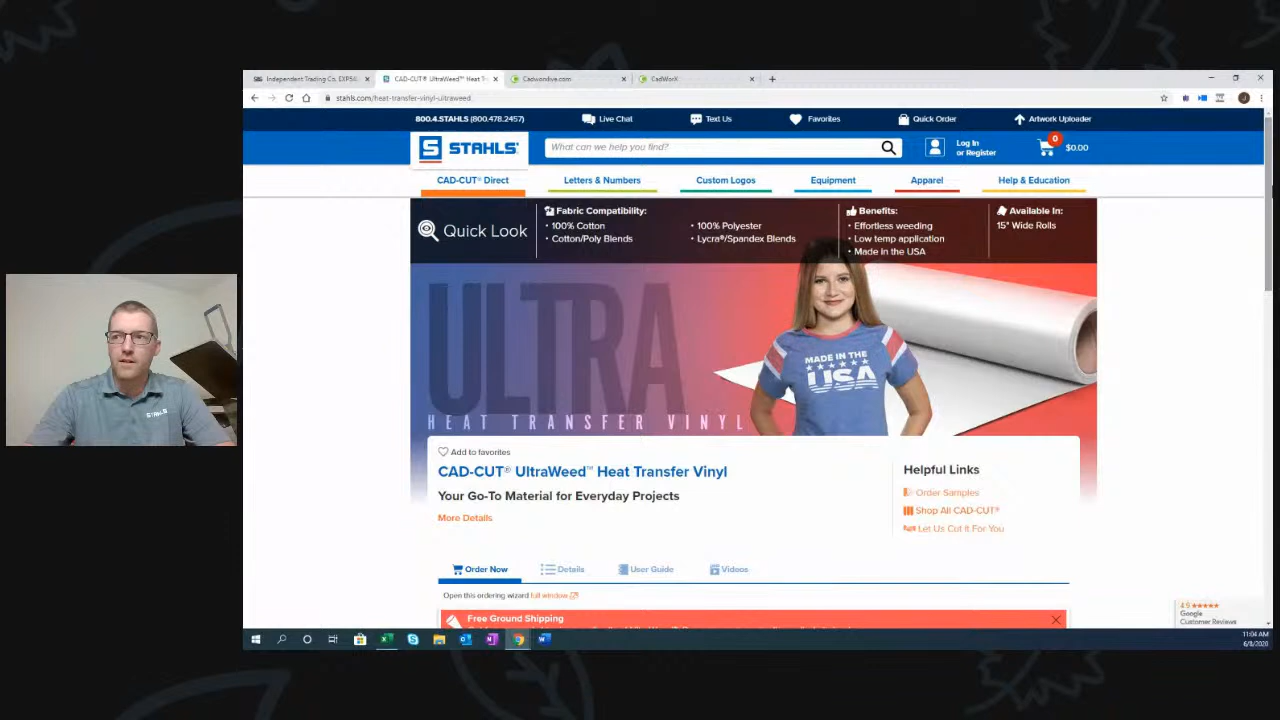 Independent Trading Co. EXP5
CAD-CUT® UltraWeed™ Heat Tr
Cadworxlive.com
CadWorX
stahls.com/heat-transfer-vinyl-ultraweed
800.4.STAHLS (800.478.2457)
Live Chat
Text Us
Favorites
Quick Order
Artwork Uploader
S STAHLS'
What can we help you find?
Log In
or Register
0
$0.00
CAD-CUT® Direct
Letters & Numbers
Custom Logos
Equipment
Apparel
Help & Education
Quick Look
Fabric Compatibility:
• 100% Cotton
• Cotton/Poly Blends
• 100% Polyester
• Lycra®/Spandex Blends
Benefits:
• Effortless weeding
• Low temp application
• Made in the USA
Available In:
15" Wide Rolls
ULTRA
HEAT TRANSFER VINYL
MADE IN THE
USA
STAHLS'
Add to favorites
CAD-CUT® UltraWeed™ Heat Transfer Vinyl
Your Go-To Material for Everyday Projects
More Details
Helpful Links
Order Samples
Shop All CAD-CUT®
Let Us Cut it For You
Order Now
Details
User Guide
Videos
Open this ordering wizard full window
Free Ground Shipping
4.9 ★★★★★
Google
Customer Reviews
11:04 AM
6/8/2020